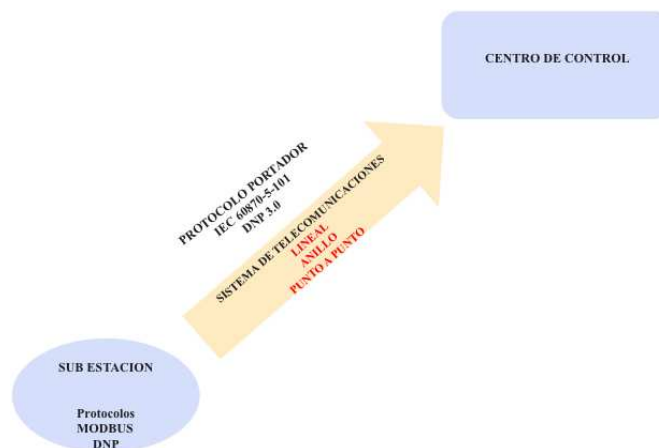 CENTRO DE CONTROL
PROTOCOLO PORTADOR
IEC 60870-5-101
DNP 3.0
SISTEMA DE TELECOMUNICACIONES
LINEAL
ANILLO
PUNTO A PUNTO
SUB ESTACION
Protocolos
MODBUS
DNP